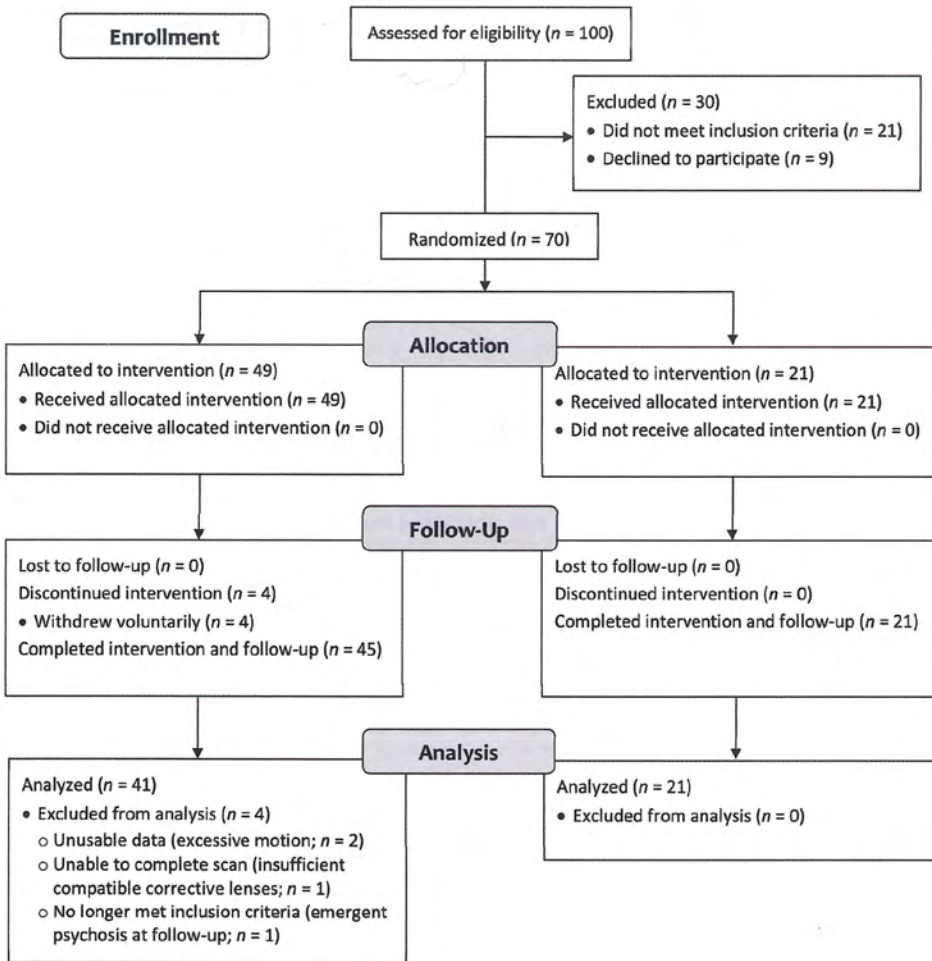 Enrollment
Assessed for eligibility (n = 100)
Excluded (n = 30)
• Did not meet inclusion criteria (n = 21)
• Declined to participate (n = 9)
Randomized (n = 70)
Allocation
Allocated to intervention (n = 49)
• Received allocated intervention (n = 49)
• Did not receive allocated intervention (n = 0)
Allocated to intervention (n = 21)
• Received allocated intervention (n = 21)
• Did not receive allocated intervention (n = 0)
Follow-Up
Lost to follow-up (n = 0)
Discontinued intervention (n = 4)
• Withdrew voluntarily (n = 4)
Completed intervention and follow-up (n = 45)
Lost to follow-up (n = 0)
Discontinued intervention (n = 0)
Completed intervention and follow-up (n = 21)
Analysis
Analyzed (n = 41)
• Excluded from analysis (n = 4)
o Unusable data (excessive motion; n = 2)
o Unable to complete scan (insufficient
compatible corrective lenses; n = 1)
o No longer met inclusion criteria (emergent
psychosis at follow-up; n = 1)
Analyzed (n = 21)
• Excluded from analysis (n = 0)